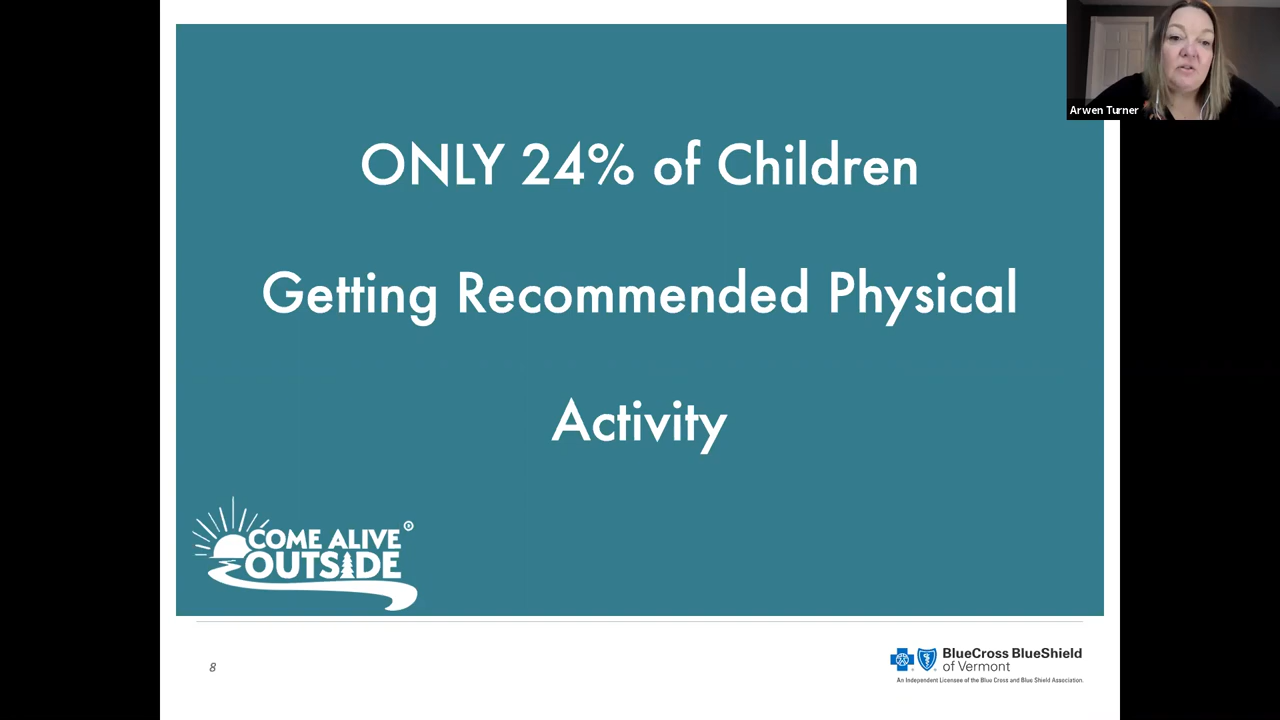 Arwen Turner
ONLY 24% of Children
Getting Recommended Physical
Activity
COME ALIVE
OUTSIDE
8
BlueCross BlueShield
of Vermont
An Independent Licensee of the Blue Cross and Blue Shield Association.